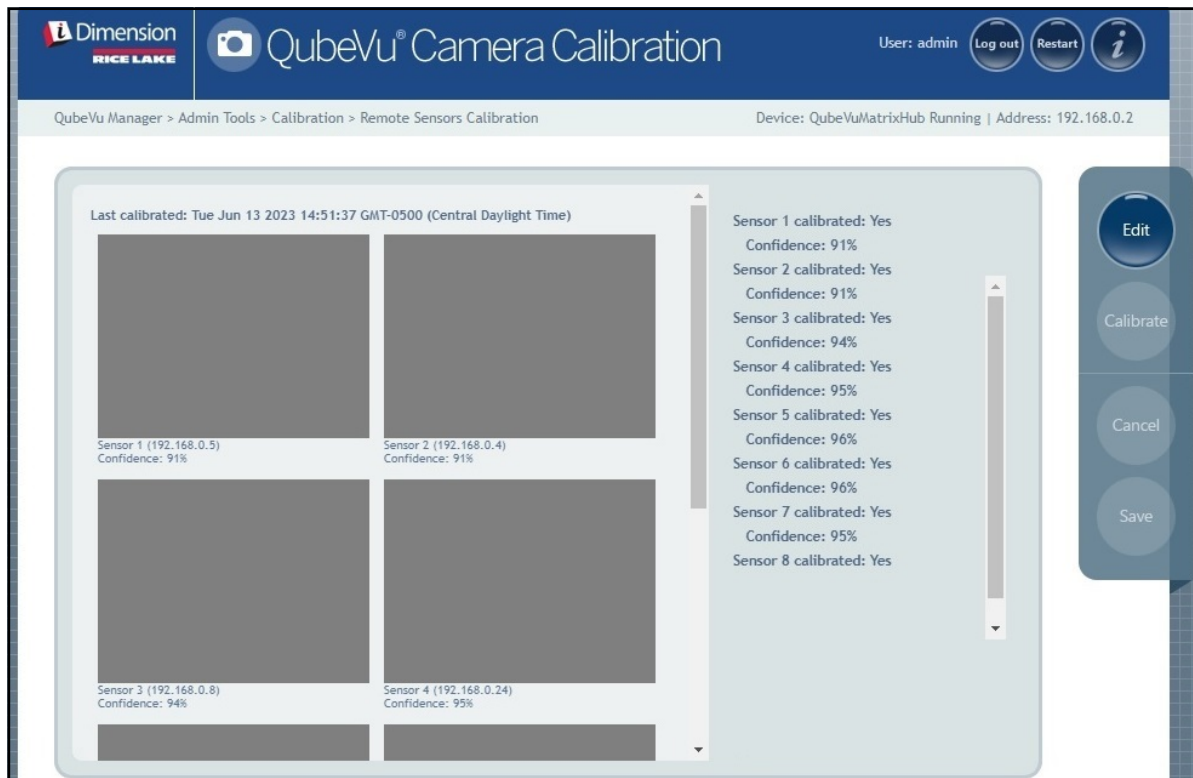 iDimension
RICE LAKE
QubeVu® Camera Calibration
User: admin
Log out
Restart
i
QubeVu Manager > Admin Tools > Calibration > Remote Sensors Calibration
Device: QubeVuMatrixHub Running | Address: 192.168.0.2
Last calibrated: Tue Jun 13 2023 14:51:37 GMT-0500 (Central Daylight Time)
Sensor 1 (192.168.0.5)
Confidence: 91%
Sensor 2 (192.168.0.4)
Confidence: 91%
Sensor 3 (192.168.0.8)
Confidence: 94%
Sensor 4 (192.168.0.24)
Confidence: 95%
Sensor 1 calibrated: Yes
Confidence: 91%
Sensor 2 calibrated: Yes
Confidence: 91%
Sensor 3 calibrated: Yes
Confidence: 94%
Sensor 4 calibrated: Yes
Confidence: 95%
Sensor 5 calibrated: Yes
Confidence: 96%
Sensor 6 calibrated: Yes
Confidence: 96%
Sensor 7 calibrated: Yes
Confidence: 95%
Sensor 8 calibrated: Yes
Edit
Calibrate
Cancel
Save